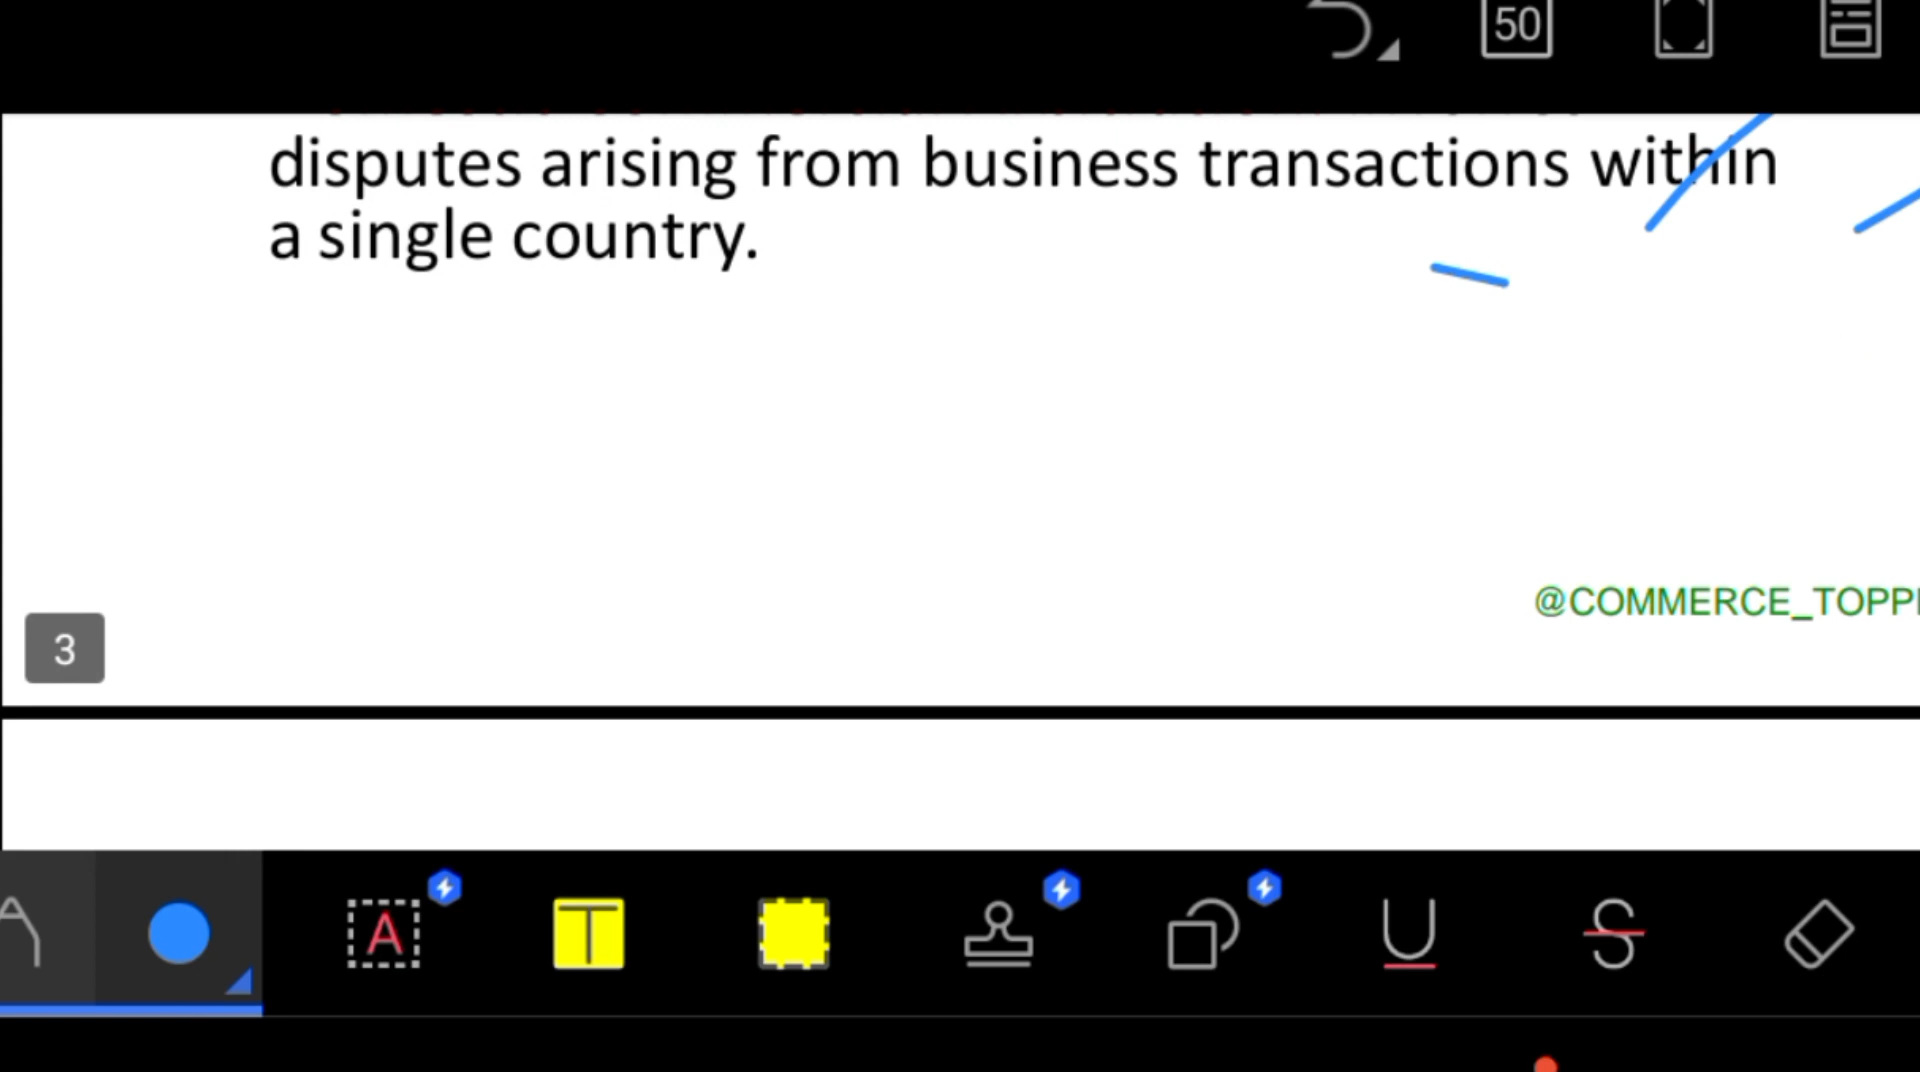 50
disputes arising from business transactions within
a single country.
@COMMERCE_TOPP
3
A
T
U
S